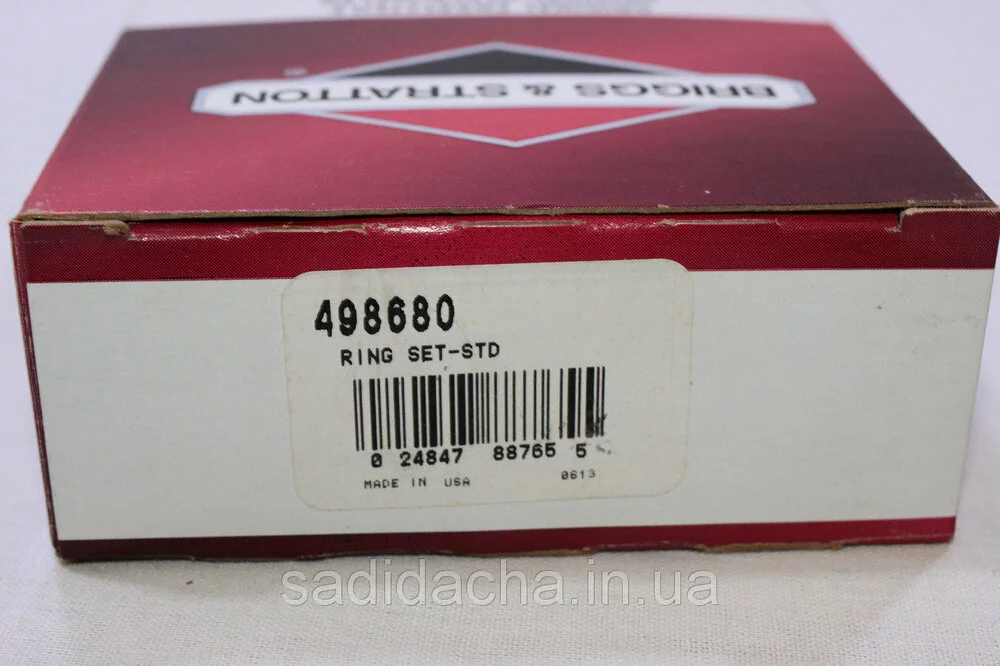 BRIGGS & STRATTON
®
498680
RING SET-STD
0 24847 88765 5
MADE IN USA 0613
sadidacha.in.ua